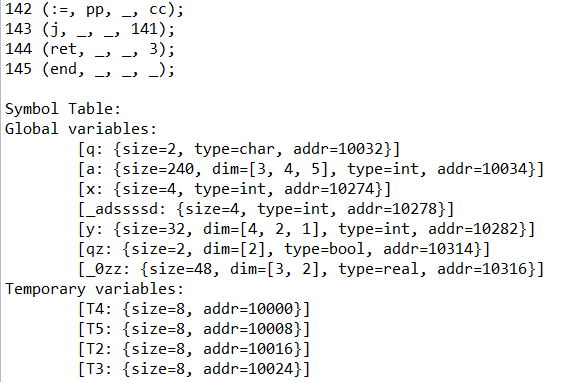 142 (:=, pp, _, cc);
143 (j, _, _, 141);
144 (ret, _, _, 3);
145 (end, _, _, _);
Symbol Table:
Global variables:
[q: {size=2, type=char, addr=10032}]
[a: {size=240, dim=[3, 4, 5], type=int, addr=10034}]
[x: {size=4, type=int, addr=10274}]
[_adssssd: {size=4, type=int, addr=10278}]
[y: {size=32, dim=[4, 2, 1], type=int, addr=10282}]
[qz: {size=2, dim=[2], type=bool, addr=10314}]
[_0zz: {size=48, dim=[3, 2], type=real, addr=10316}]
Temporary variables:
[T4: {size=8, addr=10000}]
[T5: {size=8, addr=10008}]
[T2: {size=8, addr=10016}]
[T3: {size=8, addr=10024}]